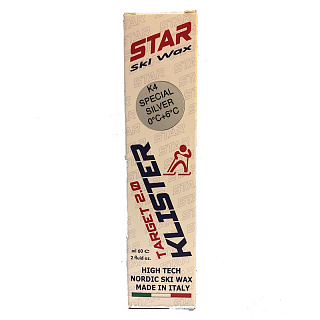 STAR
Ski Wax
K4
SPECIAL
SILVER
0°C+6°C
TARGET 2.0
KLISTER
ml 60 ℮
2 fluid oz.
HIGH TECH
NORDIC SKI WAX
MADE IN ITALY